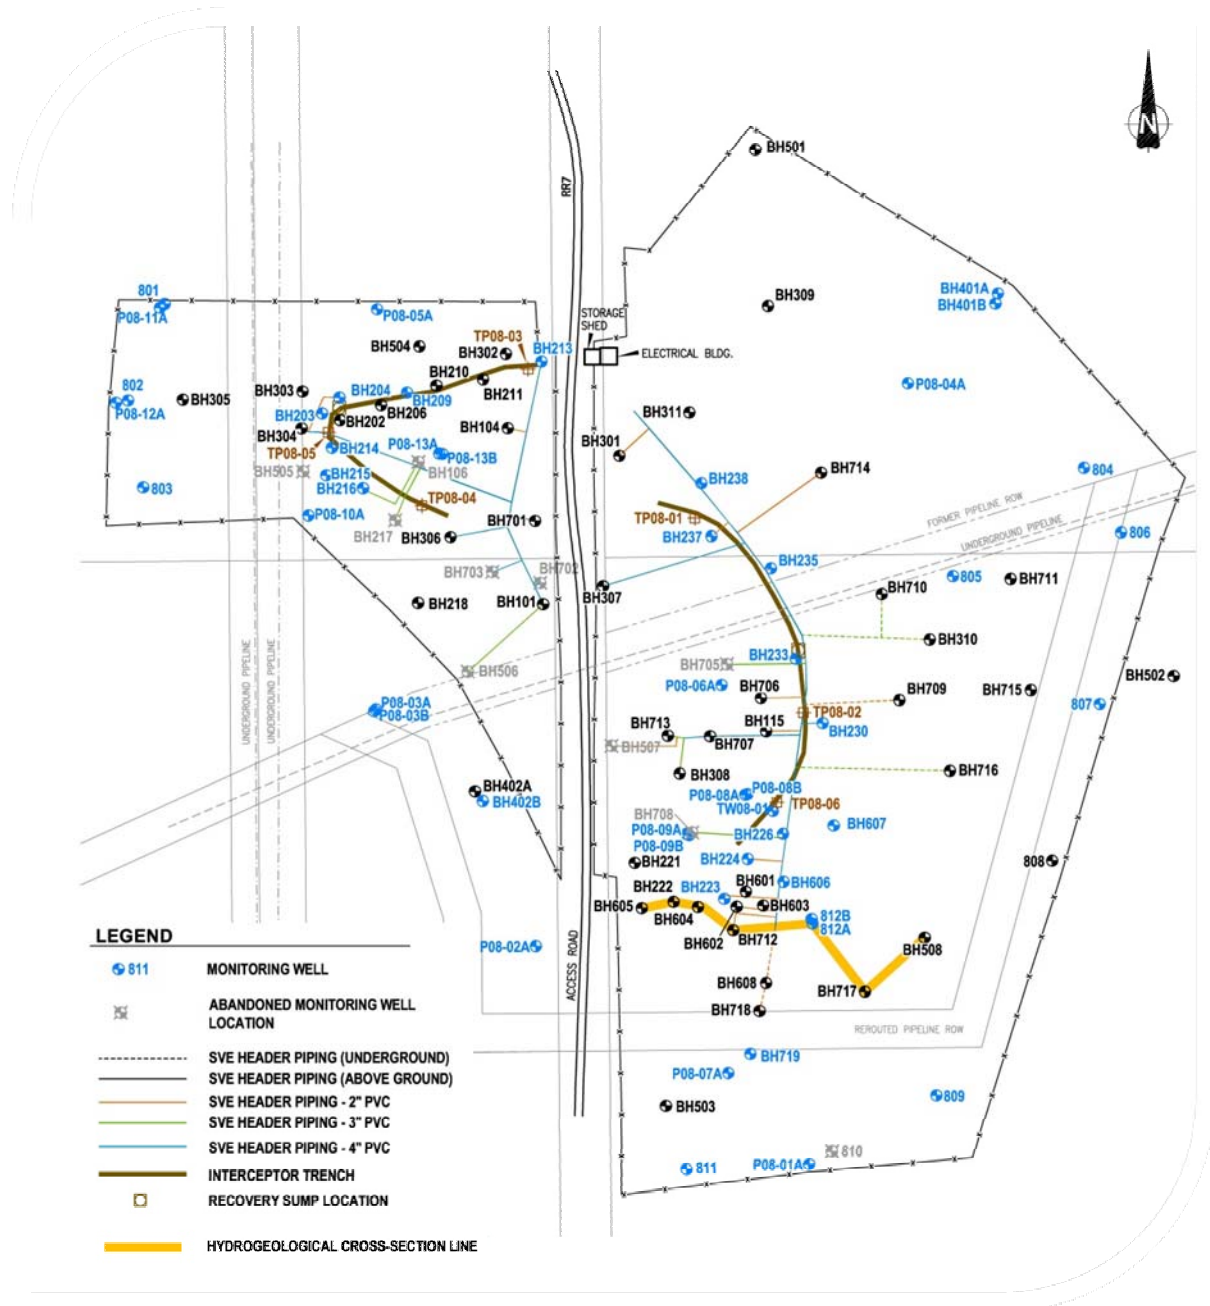 N
BH501
RR7
801
P08-11A
P08-05A
BH309
BH401A
BH401B
STORAGE
SHED
ELECTRICAL BLDG.
TP08-03
BH504
BH302
BH213
BH210
BH211
802
P08-12A
BH305
BH303
BH204
BH209
BH203
BH206
BH202
BH304
BH104
P08-04A
BH311
BH301
TP08-05
BH214
P08-13A
P08-13B
BH106
BH505
BH215
BH216
TP08-04
803
P08-10A
BH217
BH306
BH701
BH238
BH714
804
TP08-01
BH237
FORMER PIPELINE ROW
UNDERGROUND PIPELINE
806
BH703
BH702
BH235
805
BH711
BH218
BH101
BH307
BH710
BH310
UNDERGROUND PIPELINE
UNDERGROUND PIPELINE
BH506
BH705
BH233
P08-06A
BH706
BH709
BH715
BH502
807
P08-03A
P08-03B
TP08-02
BH713
BH115
BH230
BH507
BH707
BH308
BH716
BH402A
BH402B
P08-08A
P08-08B
TW08-01
TP08-06
BH708
P08-09A
P08-09B
BH226
BH607
BH221
BH224
808
BH222
BH223
BH601
BH606
BH605
BH604
BH603
BH602
BH712
812B
812A
BH508
P08-02A
ACCESS ROAD
BH608
BH717
BH718
REROUTED PIPELINE ROW
BH719
P08-07A
BH503
809
810
811
P08-01A
LEGEND
811 MONITORING WELL
ABANDONED MONITORING WELL
LOCATION
SVE HEADER PIPING (UNDERGROUND)
SVE HEADER PIPING (ABOVE GROUND)
SVE HEADER PIPING - 2" PVC
SVE HEADER PIPING - 3" PVC
SVE HEADER PIPING - 4" PVC
INTERCEPTOR TRENCH
RECOVERY SUMP LOCATION
HYDROGEOLOGICAL CROSS-SECTION LINE